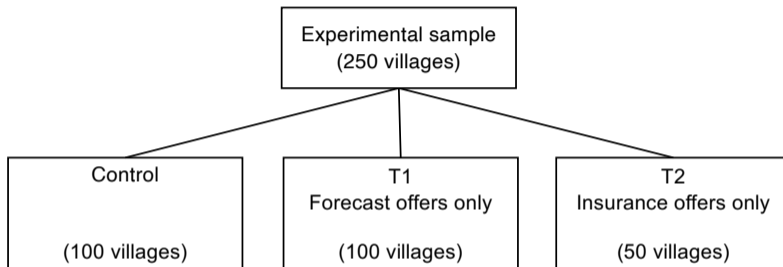 Experimental sample
(250 villages)
Control
(100 villages)
T1
Forecast offers only
(100 villages)
T2
Insurance offers only
(50 villages)